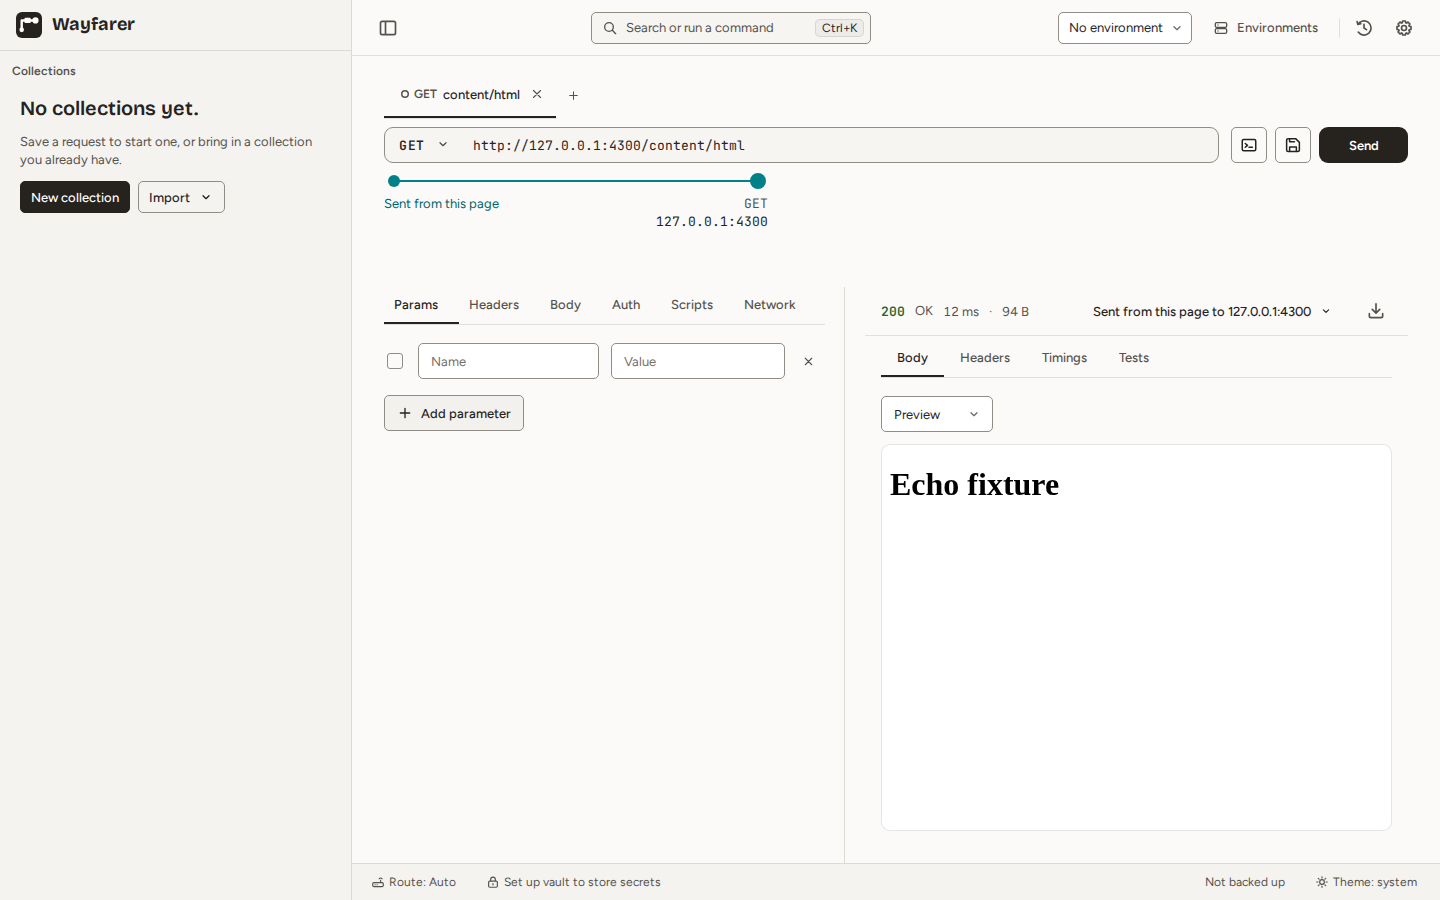 Wayfarer
Search or run a command Ctrl+K
No environment
Environments
Collections
No collections yet.
Save a request to start one, or bring in a collection
you already have.
New collection
Import
GET content/html
GET http://127.0.0.1:4300/content/html
Send
Sent from this page
GET
127.0.0.1:4300
Params Headers Body Auth Scripts Network
Name Value
Add parameter
200 OK 12 ms · 94 B
Sent from this page to 127.0.0.1:4300
Body Headers Timings Tests
Preview
Echo fixture
Route: Auto
Set up vault to store secrets
Not backed up
Theme: system